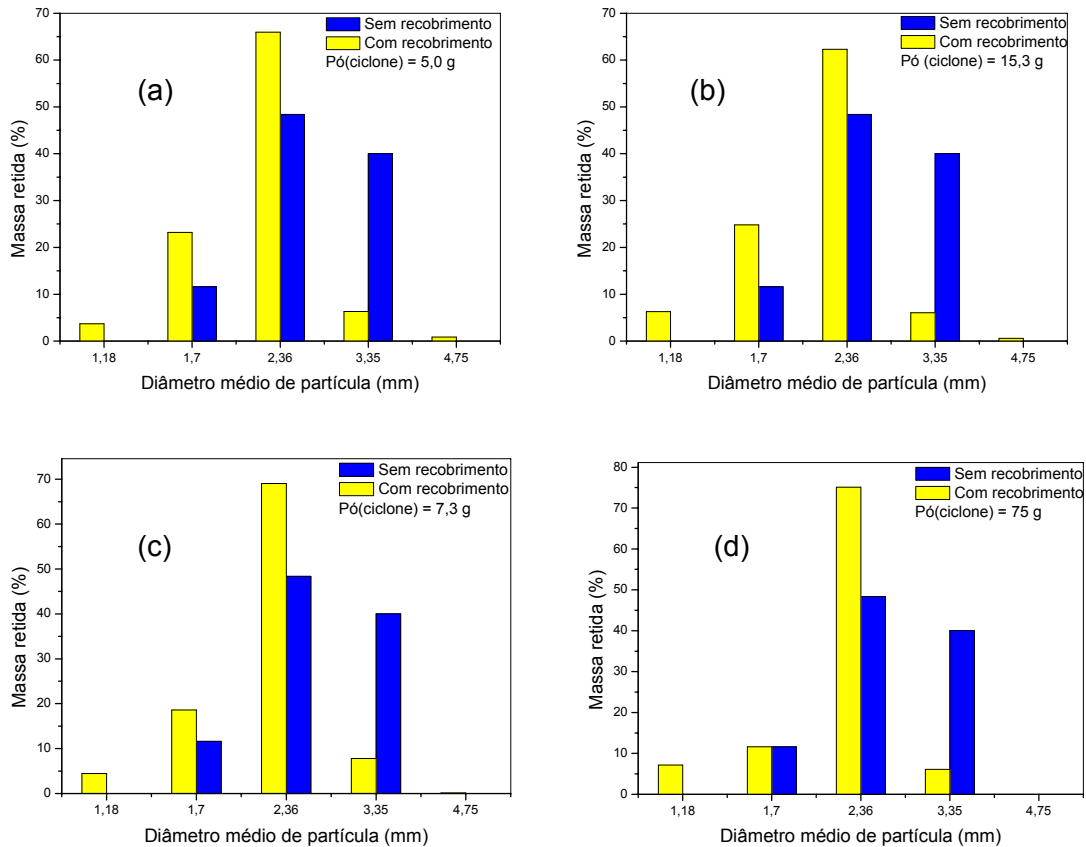 70
60
50
40
30
20
10
0
Massa retida (%)
(a)
Sem recobrimento
Com recobrimento
Pó(ciclone) = 5,0 g
1,18 1,7 2,36 3,35 4,75
Diâmetro médio de partícula (mm)
70
60
50
40
30
20
10
0
Massa retida (%)
(b)
Sem recobrimento
Com recobrimento
Pó (ciclone) = 15,3 g
1,18 1,7 2,36 3,35 4,75
Diâmetro médio de partícula (mm)
70
60
50
40
30
20
10
0
Massa retida (%)
(c)
Sem recobrimento
Com recobrimento
Pó(ciclone) = 7,3 g
1,18 1,7 2,36 3,35 4,75
Diâmetro médio de partícula (mm)
80
70
60
50
40
30
20
10
0
Massa retida (%)
(d)
Sem recobrimento
Com recobrimento
Pó(ciclone) = 75 g
1,18 1,7 2,36 3,35 4,75
Diâmetro médio de partícula (mm)